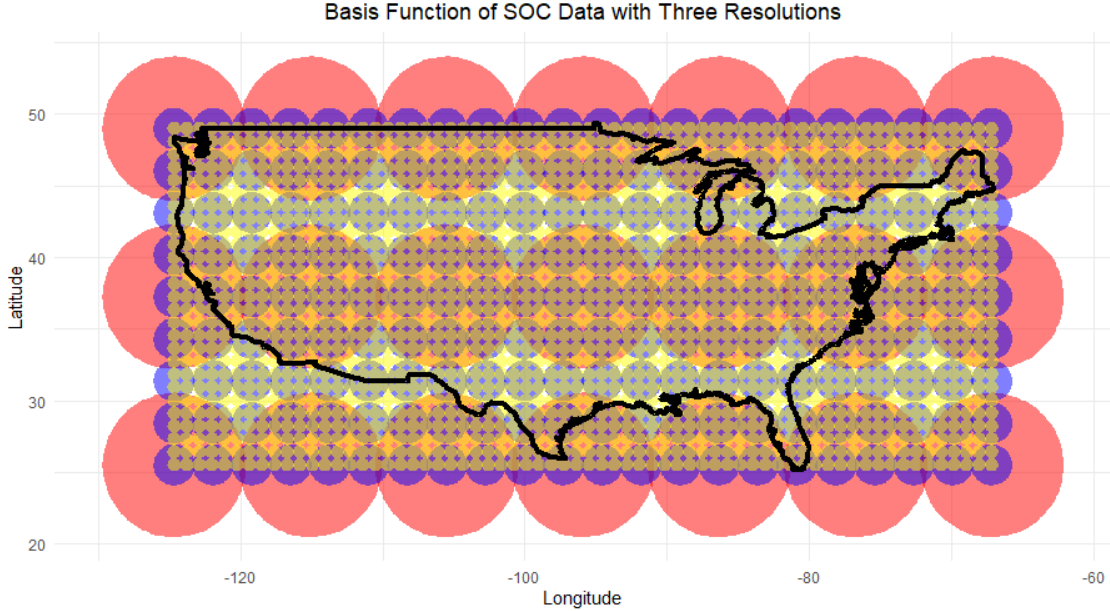 Basis Function of SOC Data with Three Resolutions
50
40
30
20
Latitude
-120
-100
-80
-60
Longitude